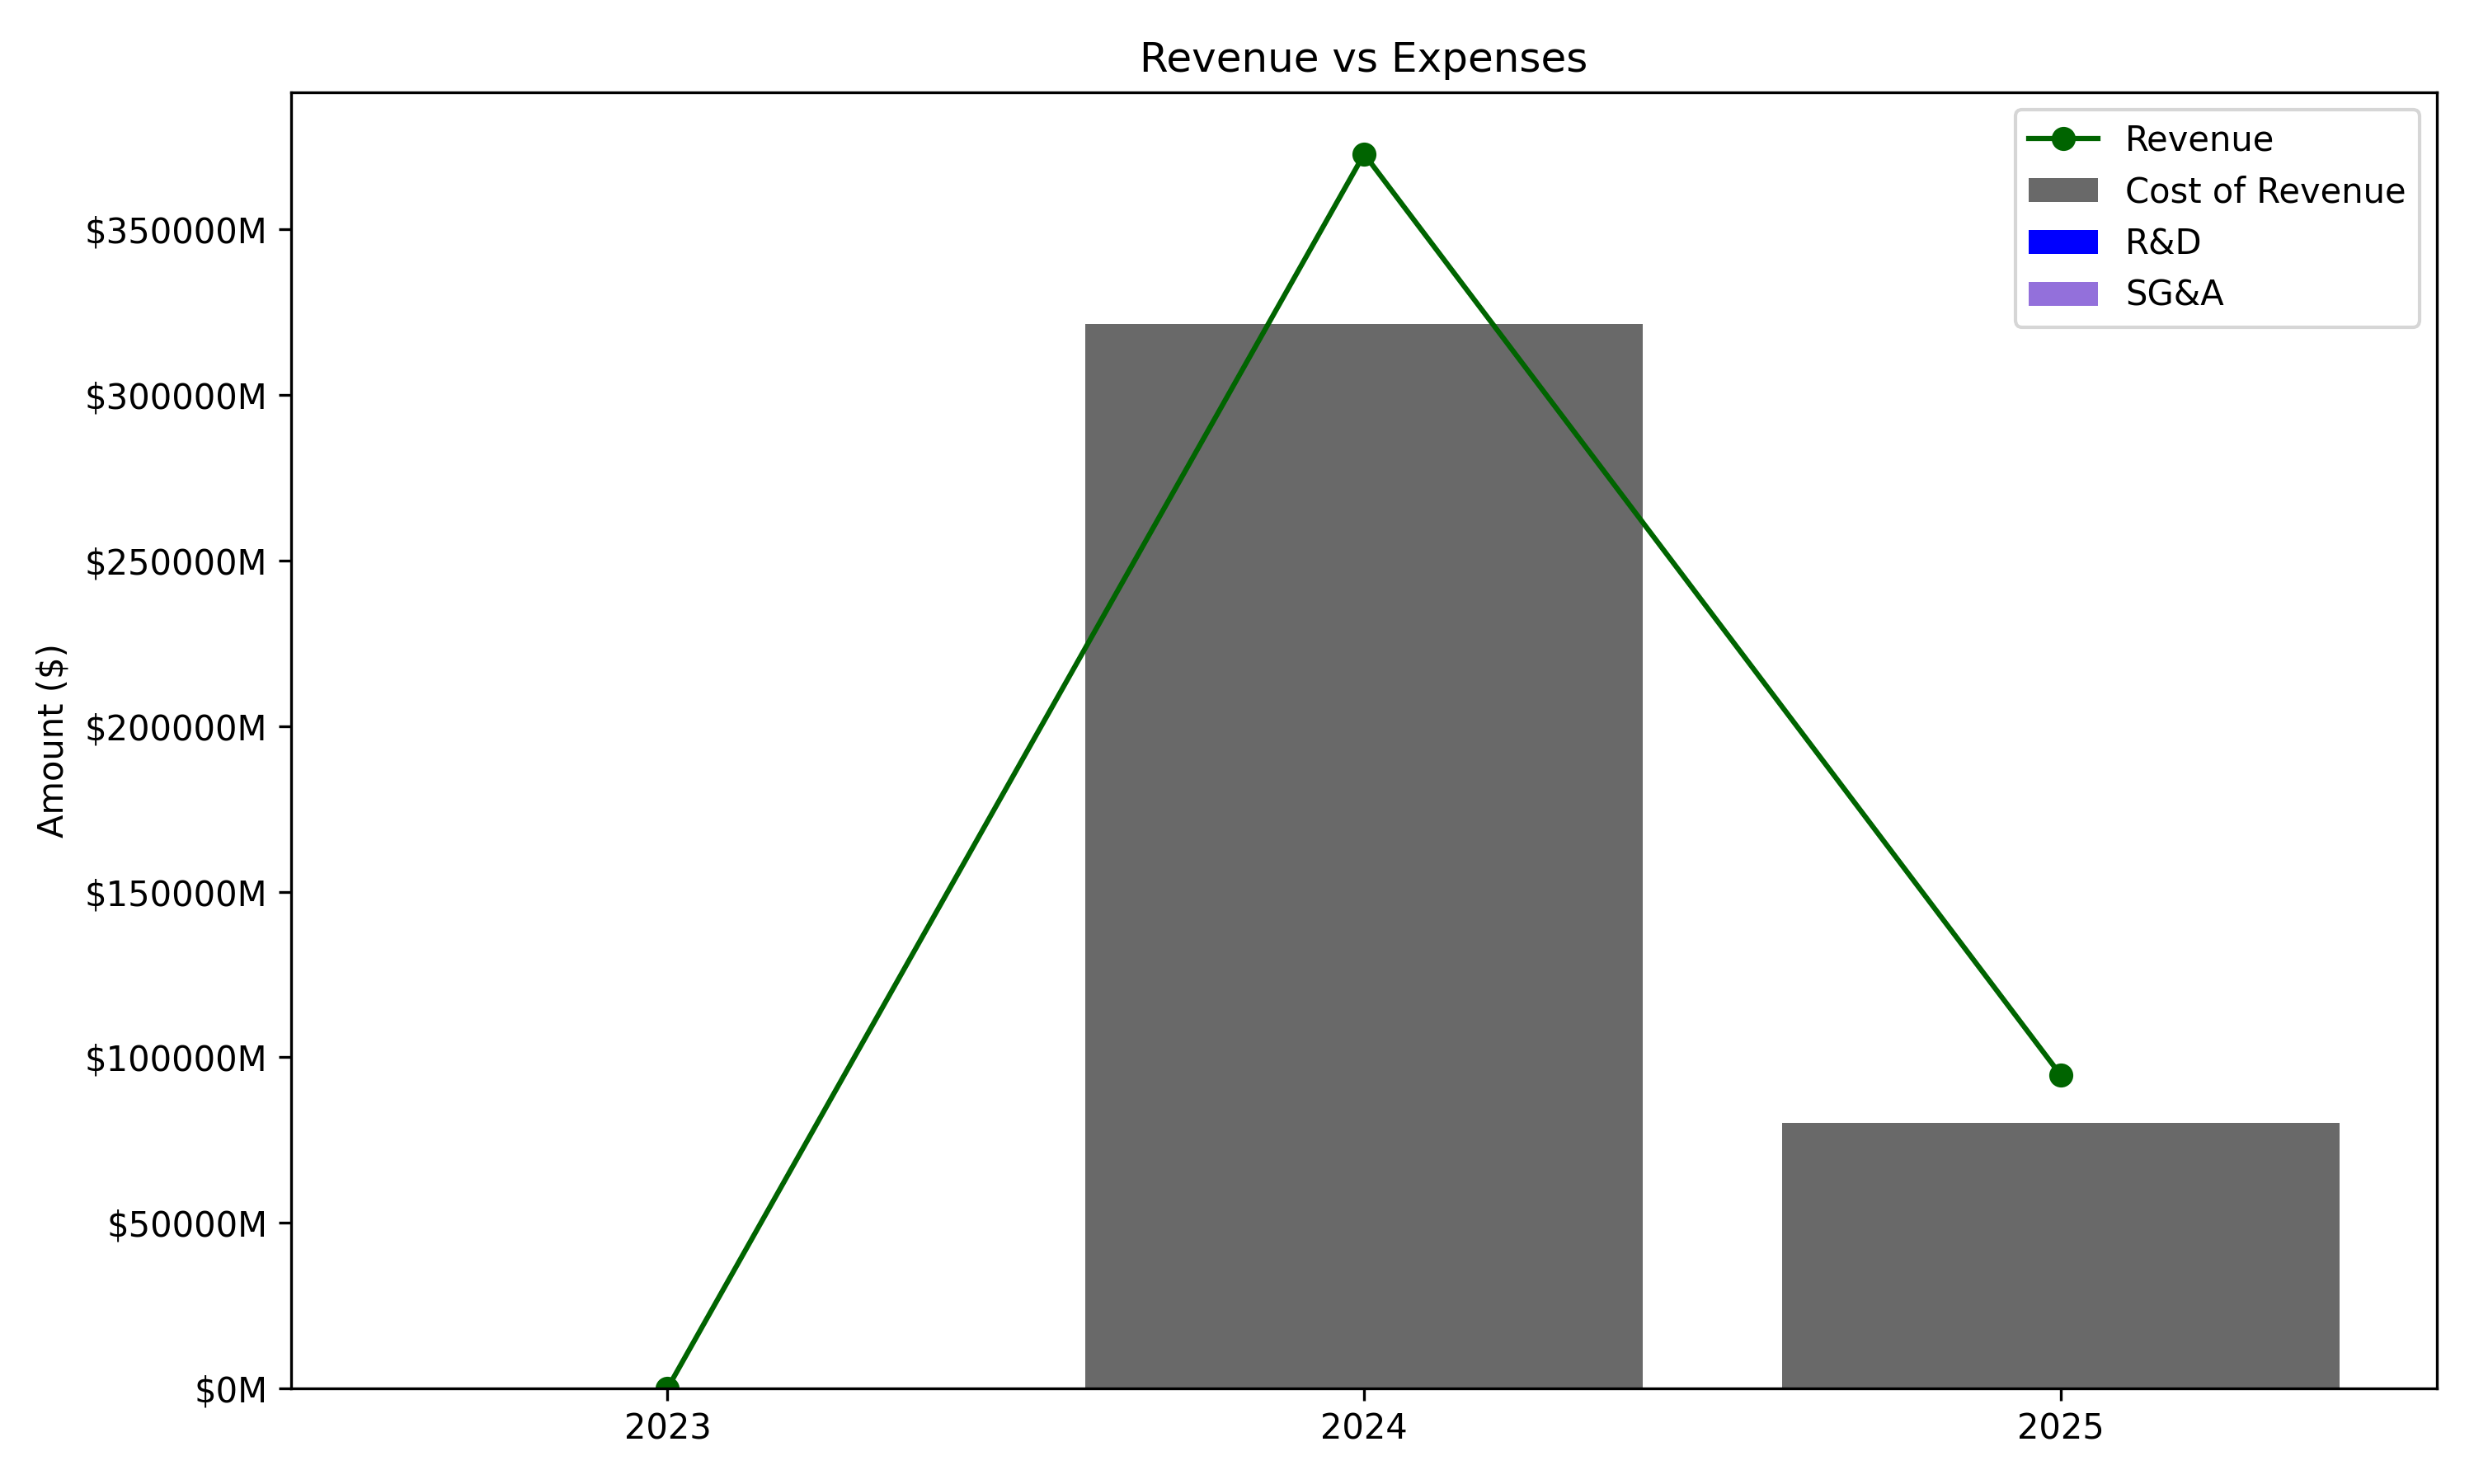 Revenue vs Expenses
Revenue
Cost of Revenue
R&D
SG&A
Amount ($)
$350000M
$300000M
$250000M
$200000M
$150000M
$100000M
$50000M
$0M
2023
2024
2025